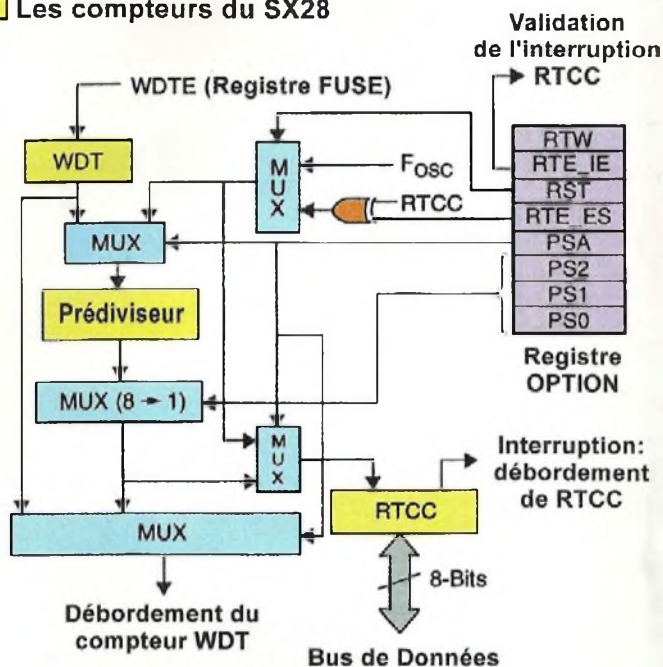 Les compteurs du SX28
Validation
de l'interruption
RTCC
WDTE (Registre FUSE)
WDT
MUX
FOSC
RTCC
RTW
RTE_IE
RST
RTE_ES
PSA
PS2
PS1
PS0
Registre
OPTION
MUX
Prédiviseur
MUX (8 → 1)
MUX
Interruption:
débordement
de RTCC
RTCC
MUX
8-Bits
Débordement du
compteur WDT
Bus de Données